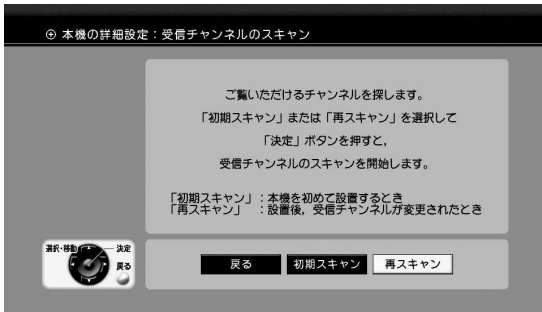 ⊕ 本機の詳細設定：受信チャンネルのスキャン
ご覧いただけるチャンネルを探します。
「初期スキャン」または「再スキャン」を選択して
「決定」ボタンを押すと，
受信チャンネルのスキャンを開始します。
「初期スキャン」：本機を初めて設置するとき
「再スキャン」　：設置後，受信チャンネルが変更されたとき
選択・移動 決定
戻る
戻る 初期スキャン 再スキャン